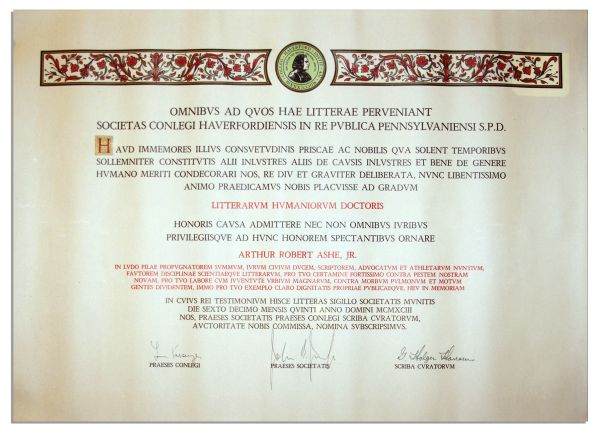 OMNIBVS AD QVOS HAE LITTERAE PERVENIANT
SOCIETAS CONLEGI HAVERFORDIENSIS IN RE PVBLICA PENNSYLVANIENSI S.P.D.
HAVD IMMEMORES ILLIVS CONSVETVDINIS PRISCAE AC NOBILIS QVA SOLENT TEMPORIBVS
SOLLEMNITER CONSTITVTIS ALII INLVSTRES ALIIS DE CAVSIS INLVSTRES ET BENE DE GENERE
HVMANO MERITI CONDECORARI NOS, RE DIV ET GRAVITER DELIBERATA, NVNC LIBENTISSIMO
ANIMO PRAEDICAMVS NOBIS PLACVISSE AD GRADVM
LITTERARVM HVMANIORVM DOCTORIS
HONORIS CAVSA ADMITTERE NEC NON OMNIBVS IVRIBVS
PRIVILEGIISQVE AD HVNC HONOREM SPECTANTIBVS ORNARE
ARTHUR ROBERT ASHE, JR.
IN LVDO PILAE PROPVGNATOREM SVMMVM, IVRVM CIVIVM DVCEM, SCRIPTOREM, ADVOCATVM ET ATHLETARVM NVNTIVM,
FAVTOREM DISCIPLINAE SCIENTIAEQVE LITTERARVM, PRO TVO CERTAMINE FORTISSIMO CONTRA PESTEM NOSTRAM
NOVAM, PRO TVO LABORE CVM IVVENTVTE VRBIVM MAGNARVM, CONTRA MORBVM PVLMONVM ET MOTVM
GENTES DIVIDENTEM, IMMO PRO TVO EXEMPLO CLARO DIGNITATIS PROPRIAE PVBLICAEQVE, HEV IN MEMORIAM
IN CVIVS REI TESTIMONIVM HISCE LITTERAS SIGILLO SOCIETATIS MVNITIS
DIE SEXTO DECIMO MENSIS QVINTI ANNO DOMINI MCMXCIII
NOS, PRAESES SOCIETATIS PRAESES CONLEGI SCRIBA CVRATORVM,
AVCTORITATE NOBIS COMMISSA, NOMINA SVBSCRIPSIMVS.
G. Holger Hansen
PRAESES CONLEGI PRAESES SOCIETATIS SCRIBA CVRATORVM